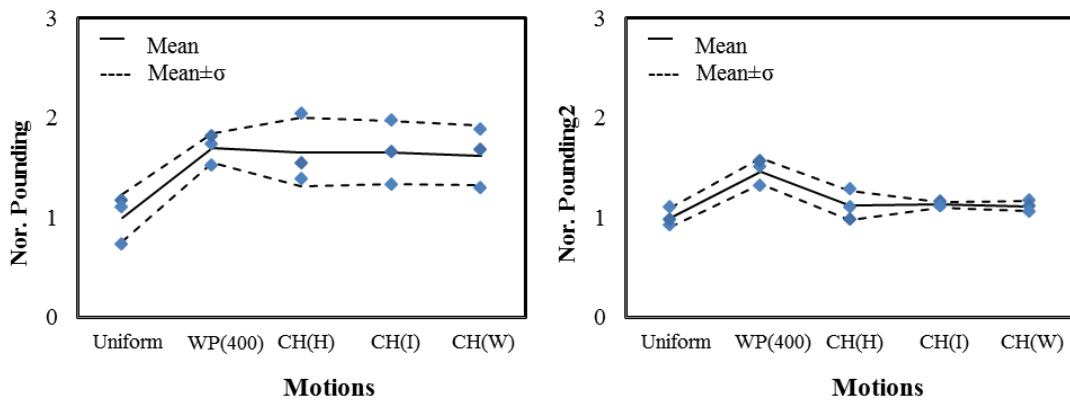 3
Mean
Mean±σ
2
1
0
Nor. Pounding
Uniform
WP(400)
CH(H)
CH(I)
CH(W)
Motions
3
Mean
Mean±σ
2
1
0
Nor. Pounding2
Uniform
WP(400)
CH(H)
CH(I)
CH(W)
Motions